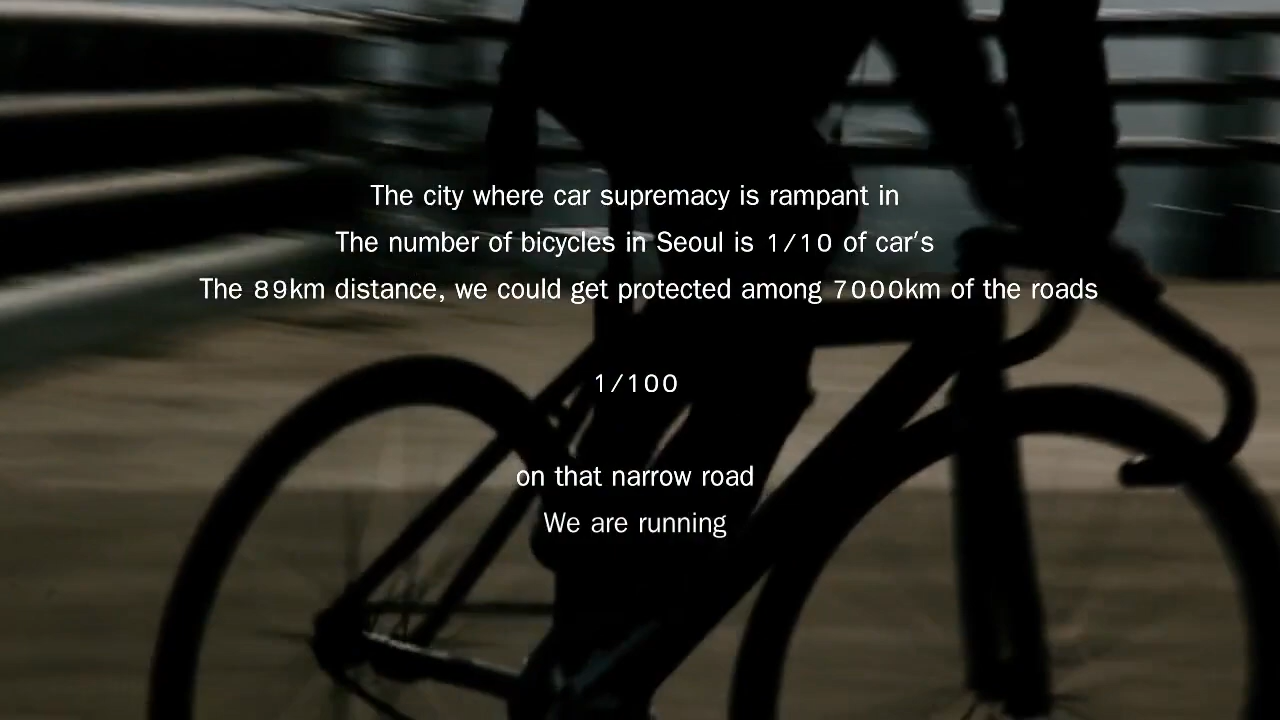 The city where car supremacy is rampant in
The number of bicycles in Seoul is 1/10 of car's
The 89km distance, we could get protected among 7000km of the roads
1/100
on that narrow road
We are running